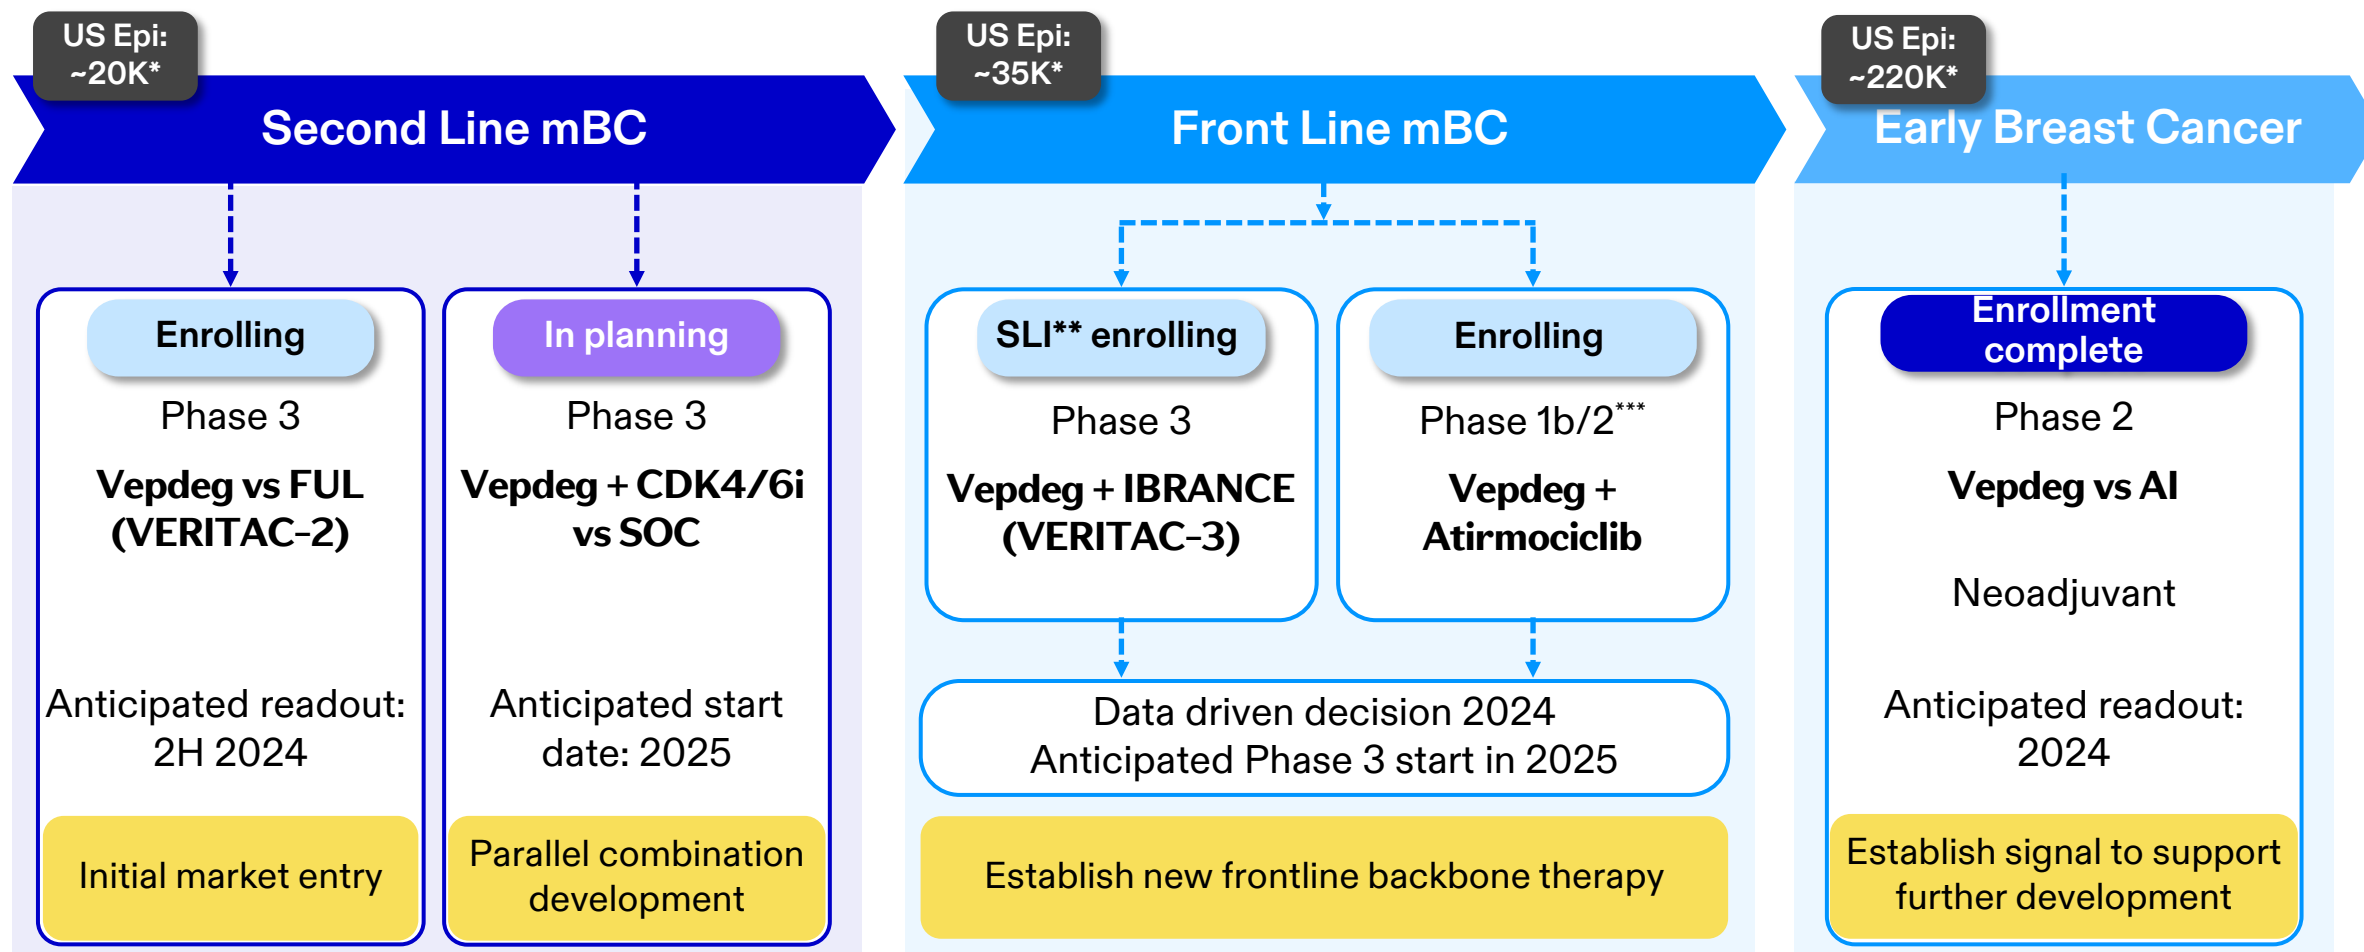 US Epi:
~20K*
Second Line mBC
Enrolling
Phase 3
Vepdeg vs FUL
(VERITAC-2)
Anticipated readout:
2H 2024
Initial market entry
In planning
Phase 3
Vepdeg + CDK4/6i
vs SOC
Anticipated start
date: 2025
Parallel combination
development
US Epi:
~35K*
Front Line mBC
SLI** enrolling
Phase 3
Vepdeg + IBRANCE
(VERITAC-3)
Enrolling
Phase 1b/2***
Vepdeg +
Atirmociclib
Data driven decision 2024
Anticipated Phase 3 start in 2025
Establish new frontline backbone therapy
US Epi:
~220K*
Early Breast Cancer
Enrollment
complete
Phase 2
Vepdeg vs AI
Neoadjuvant
Anticipated readout:
2024
Establish signal to support
further development